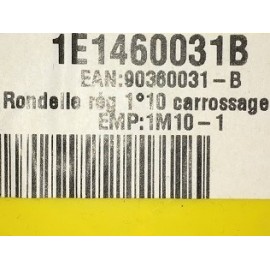 1E1460031B
EAN:90360031-B
Rondelle rég 1°10 carrossage
EMP:1M10-1